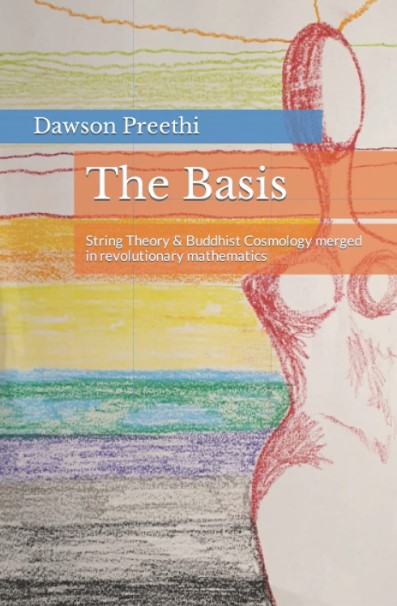 Dawson Preethi
The Basis
String Theory & Buddhist Cosmology merged
in revolutionary mathematics